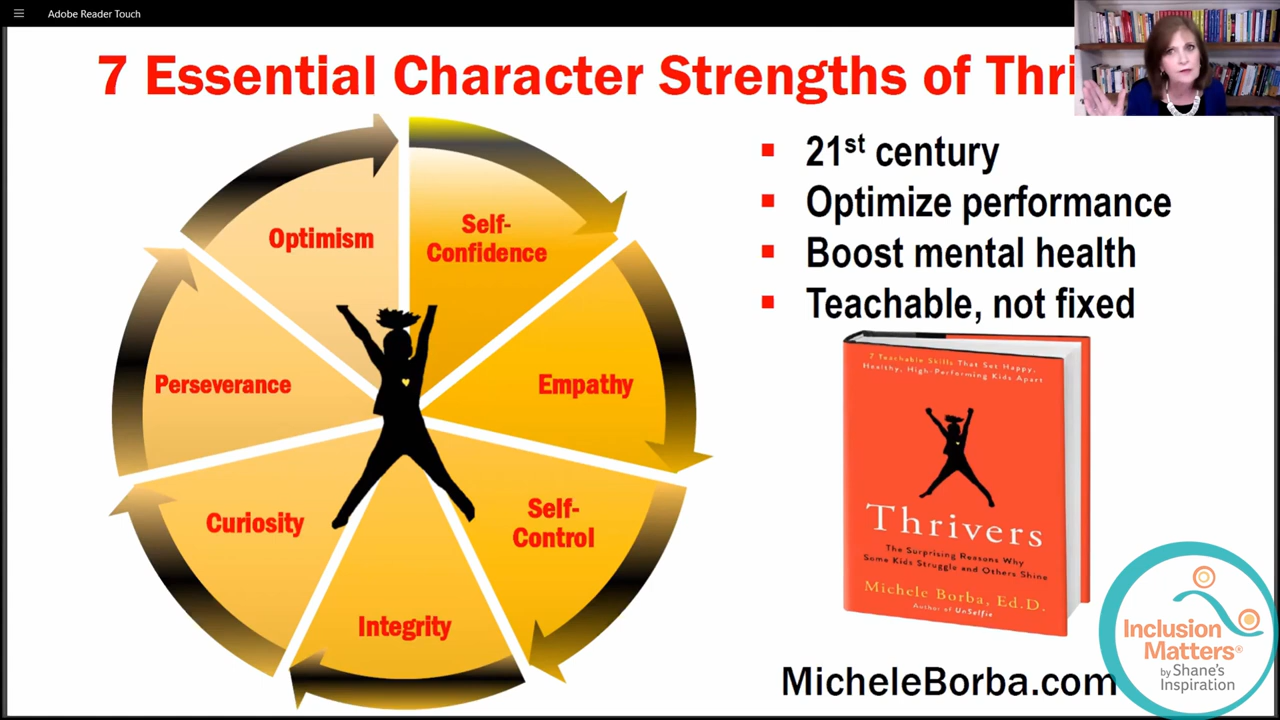 Adobe Reader Touch
7 Essential Character Strengths of Thri
Optimism
Self-
Confidence
Perseverance
Empathy
Curiosity
Self-
Control
Integrity
▪ 21st century
▪ Optimize performance
▪ Boost mental health
▪ Teachable, not fixed
7 Teachable Skills That Set Happy,
Healthy, High-Performing Kids Apart
Thrivers
The Surprising Reasons Why
Some Kids Struggle and Others Shine
Michele Borba, Ed.D.
Author of UnSelfie
MicheleBorba.com
Inclusion
Matters®
by Shane's
Inspiration